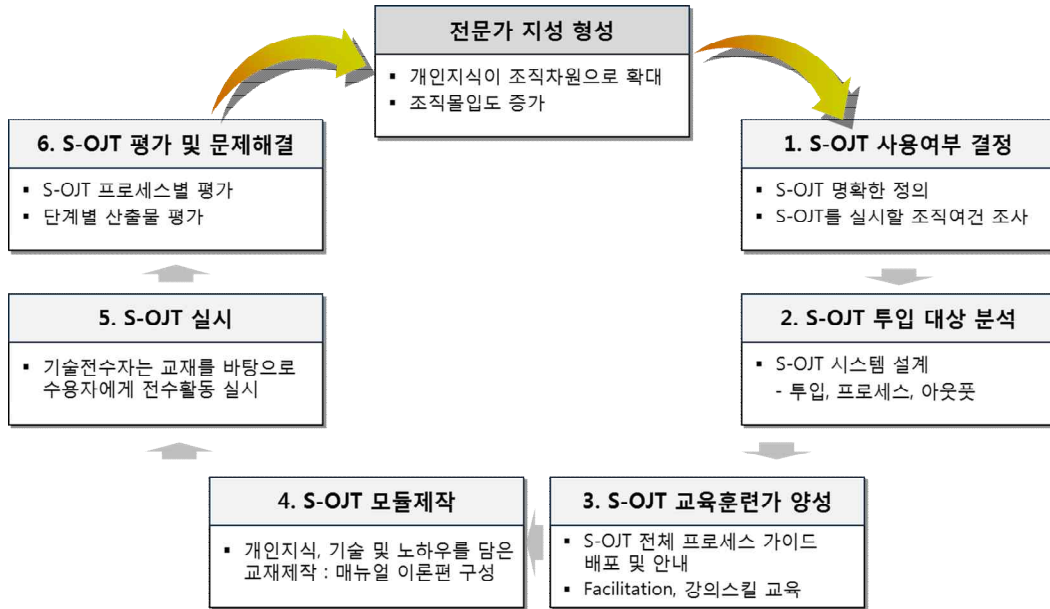 전문가 지성 형성
▪ 개인지식이 조직차원으로 확대
▪ 조직몰입도 증가
1. S-OJT 사용여부 결정
▪ S-OJT 명확한 정의
▪ S-OJT를 실시할 조직여건 조사
2. S-OJT 투입 대상 분석
▪ S-OJT 시스템 설계
- 투입, 프로세스, 아웃풋
3. S-OJT 교육훈련가 양성
▪ S-OJT 전체 프로세스 가이드
배포 및 안내
▪ Facilitation, 강의스킬 교육
4. S-OJT 모듈제작
▪ 개인지식, 기술 및 노하우를 담은
교재제작 : 매뉴얼 이론편 구성
5. S-OJT 실시
▪ 기술전수자는 교재를 바탕으로
수용자에게 전수활동 실시
6. S-OJT 평가 및 문제해결
▪ S-OJT 프로세스별 평가
▪ 단계별 산출물 평가